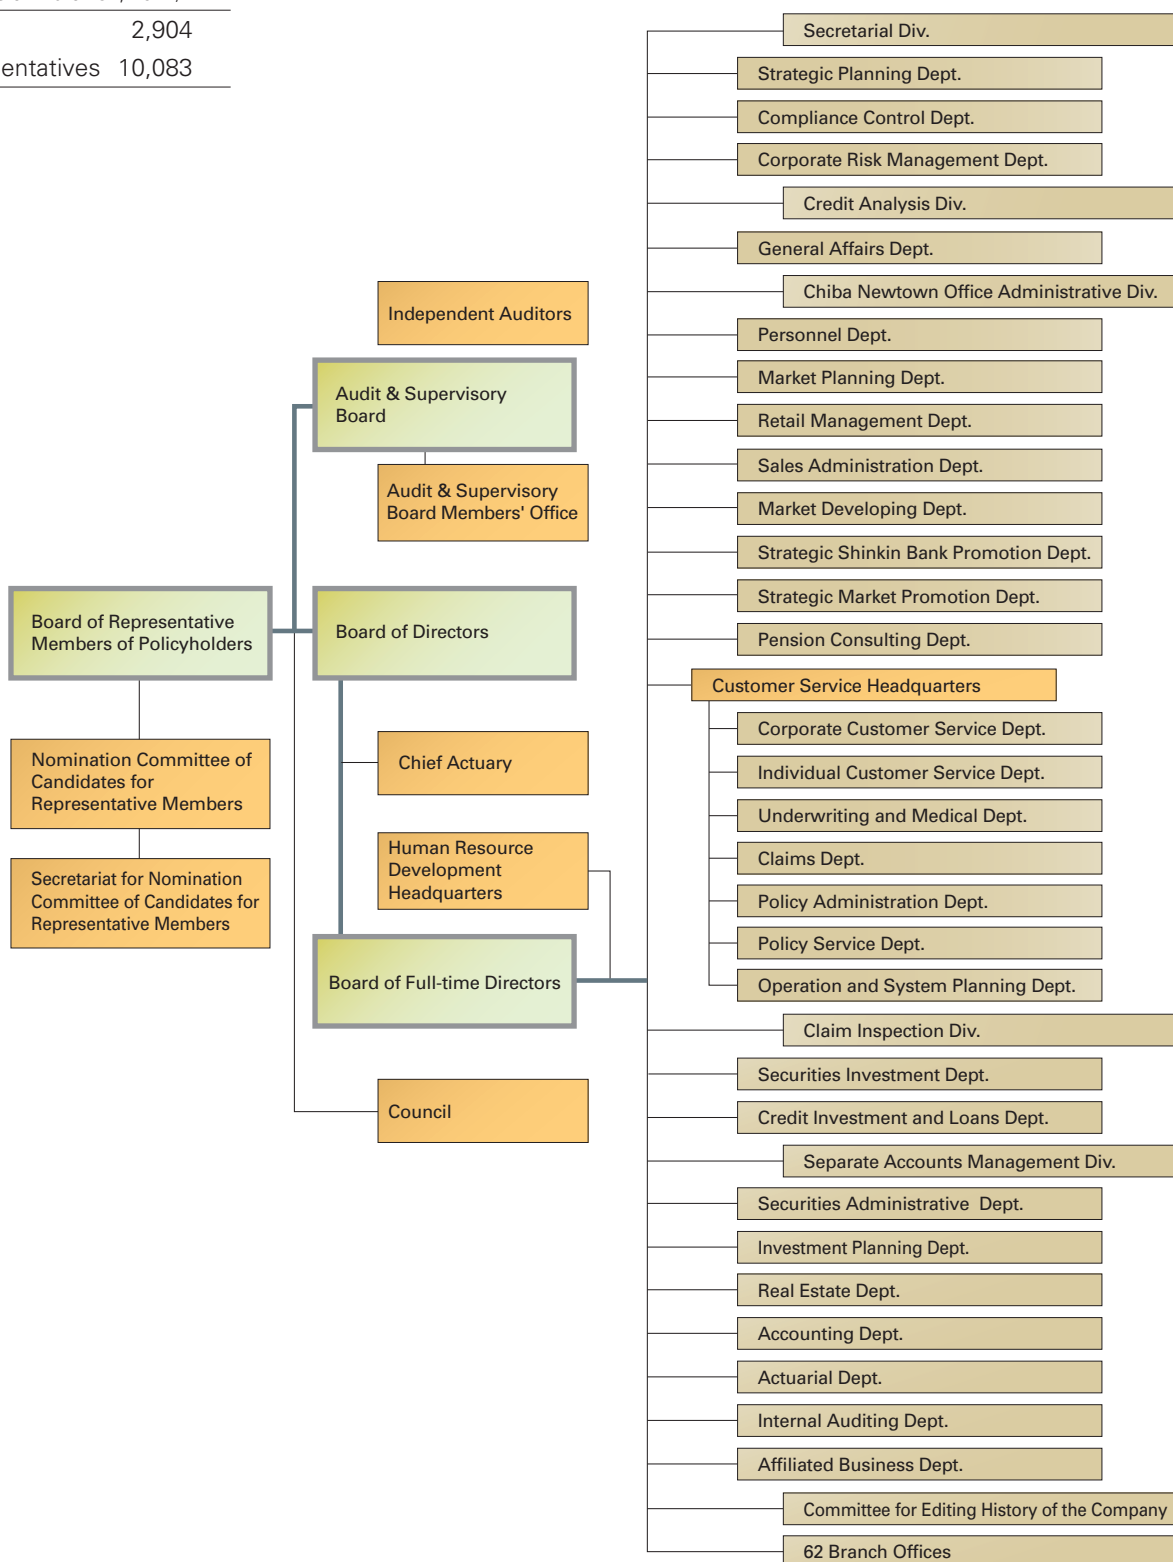 2,904
entatives 10,083
Secretarial Div.
Strategic Planning Dept.
Compliance Control Dept.
Corporate Risk Management Dept.
Credit Analysis Div.
General Affairs Dept.
Chiba Newtown Office Administrative Div.
Personnel Dept.
Market Planning Dept.
Retail Management Dept.
Sales Administration Dept.
Market Developing Dept.
Strategic Shinkin Bank Promotion Dept.
Strategic Market Promotion Dept.
Pension Consulting Dept.
Customer Service Headquarters
Corporate Customer Service Dept.
Individual Customer Service Dept.
Underwriting and Medical Dept.
Claims Dept.
Policy Administration Dept.
Policy Service Dept.
Operation and System Planning Dept.
Claim Inspection Div.
Securities Investment Dept.
Credit Investment and Loans Dept.
Separate Accounts Management Div.
Securities Administrative Dept.
Investment Planning Dept.
Real Estate Dept.
Accounting Dept.
Actuarial Dept.
Internal Auditing Dept.
Affiliated Business Dept.
Committee for Editing History of the Company
62 Branch Offices
Independent Auditors
Audit & Supervisory
Board
Audit & Supervisory
Board Members' Office
Board of Representative
Members of Policyholders
Board of Directors
Nomination Committee of
Candidates for
Representative Members
Secretariat for Nomination
Committee of Candidates for
Representative Members
Chief Actuary
Human Resource
Development
Headquarters
Board of Full-time Directors
Council